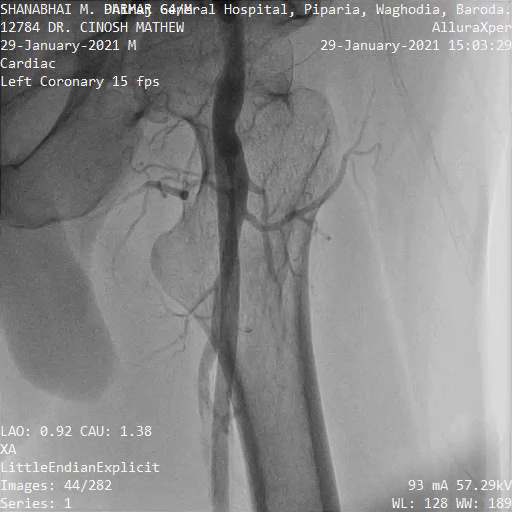 SHANABHAI M. PARMAR 64/M
General Hospital, Piparia, Waghodia, Baroda.
12784 DR. CINOSH MATHEW
AlluraXper
29-January-2021 M
29-January-2021 15:03:29
Cardiac
Left Coronary 15 fps
LAO: 0.92 CAU: 1.38
XA
LittleEndianExplicit
Images: 44/282
93 mA 57.29kV
Series: 1
WL: 128 WW: 189